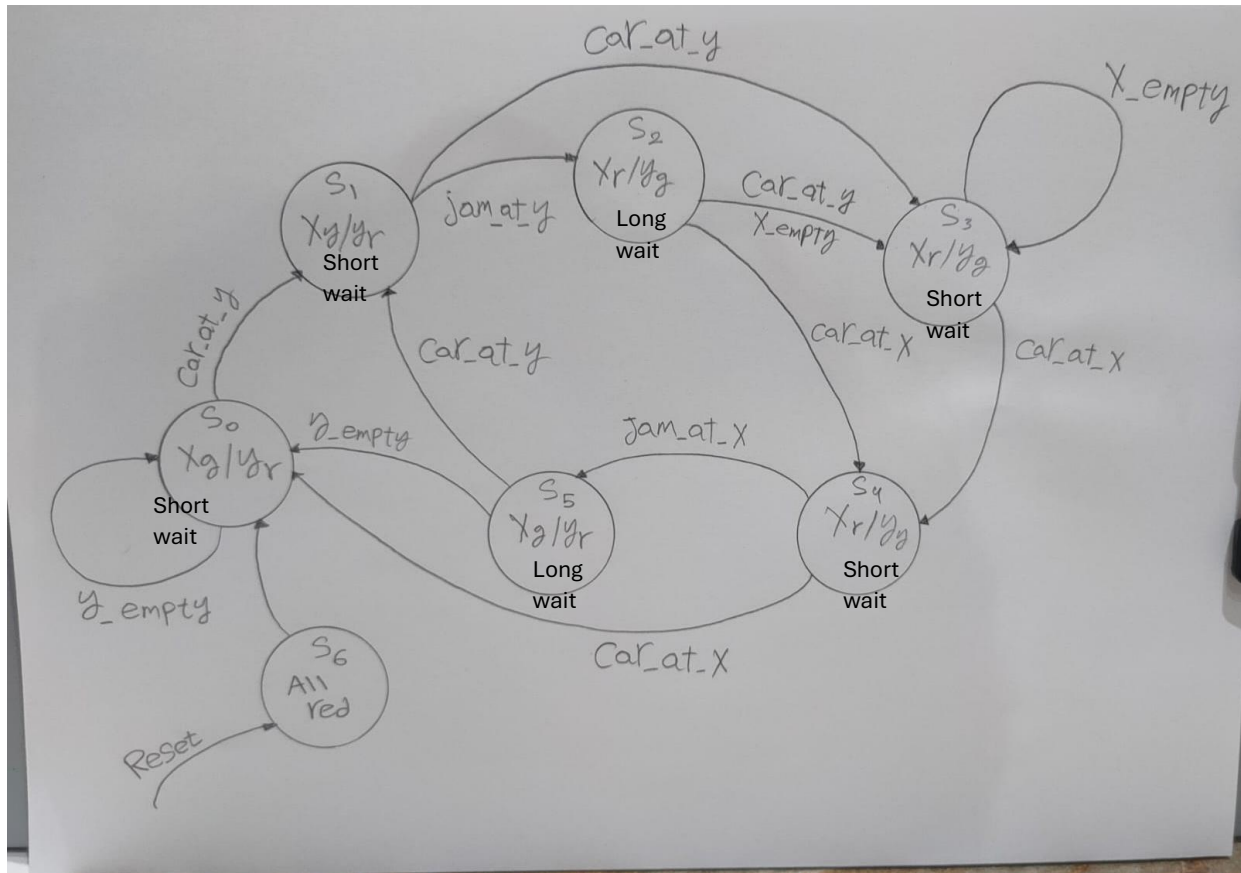 Car_at_y
X_empty
S2
Xr/yg
Long
wait
S1
Xy/yr
Short
wait
jam_at_y
Car_at_y
X_empty
S3
Xr/yg
Short
wait
Car_at_y
Car_at_y
Car_at_X
Car_at_X
S0
Xg/yr
Short
wait
y_empty
Jam_at_X
S5
Xg/yr
Long
wait
S4
Xr/yy
Short
wait
y_empty
Car_at_X
S6
All
red
Reset